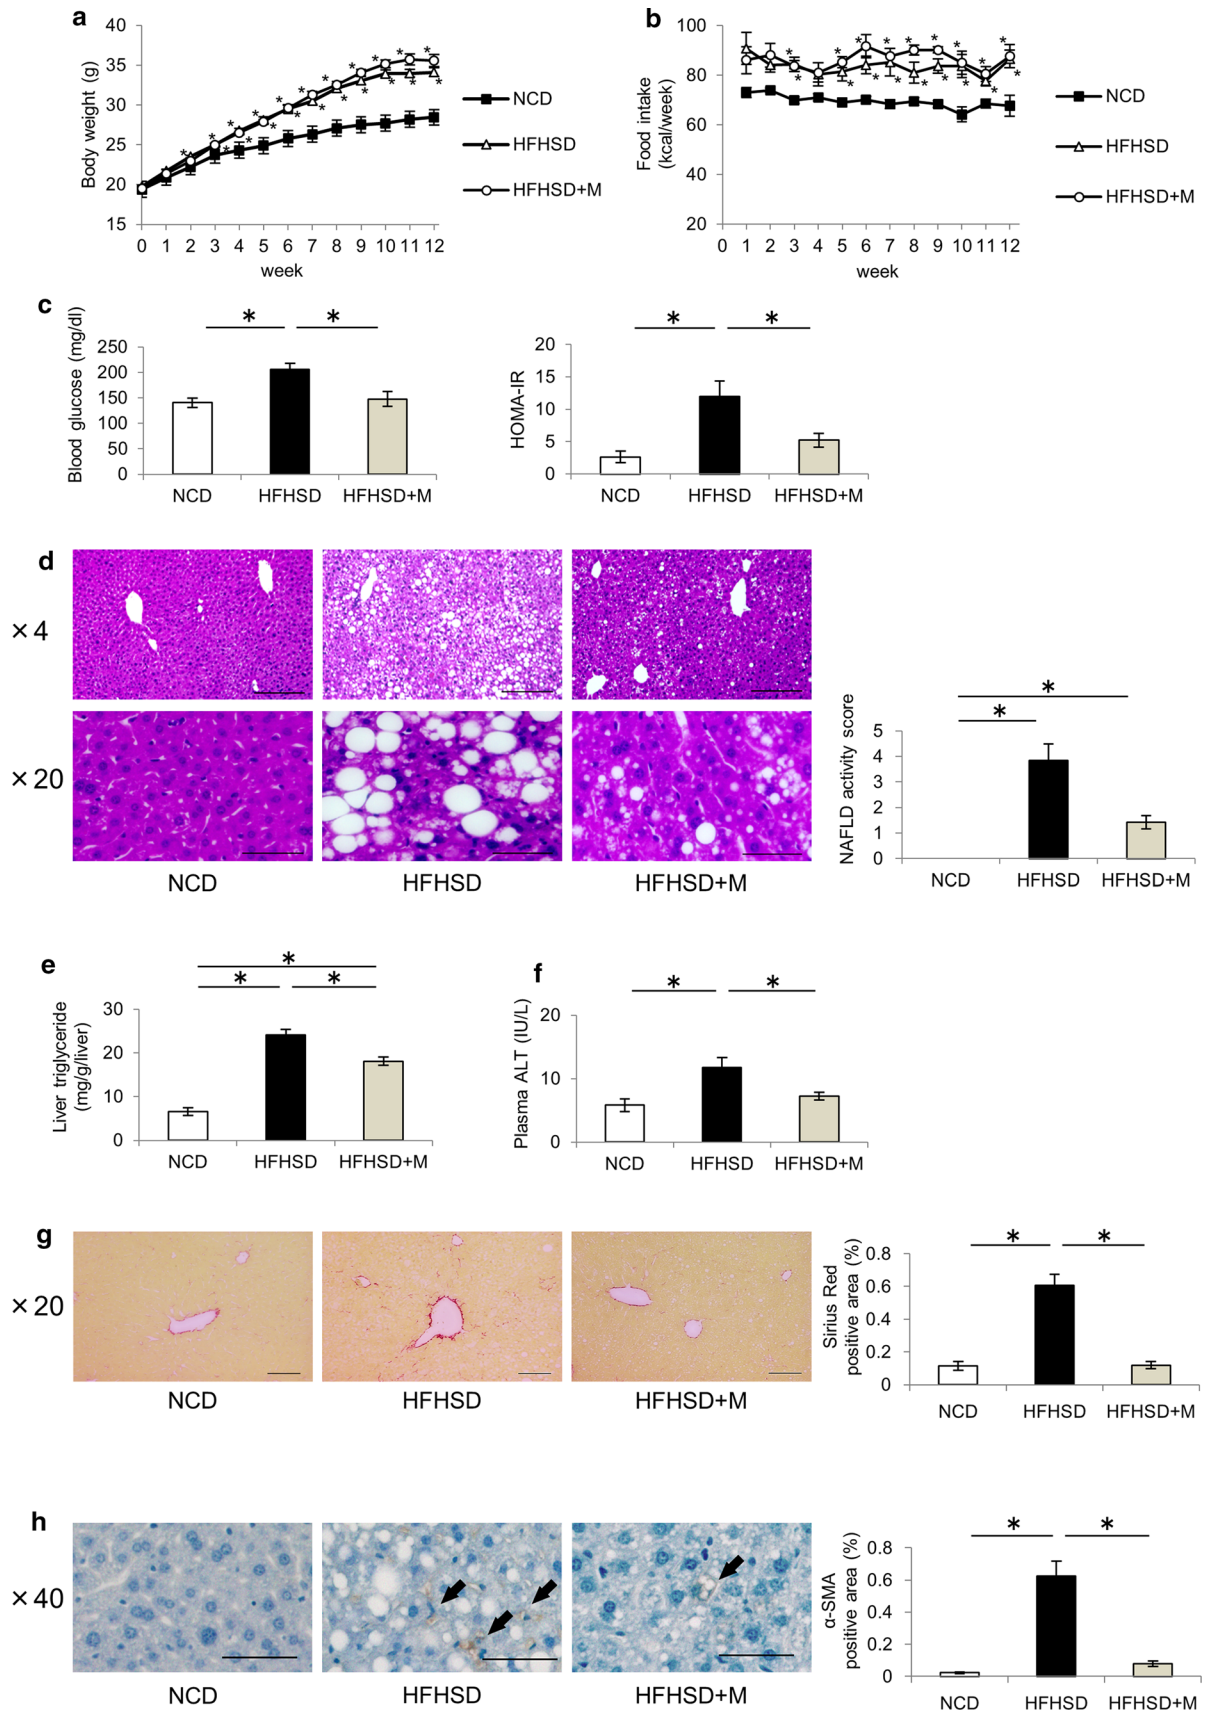 a
Body weight (g)
40
35
30
25
20
15
0 1 2 3 4 5 6 7 8 9 10 11 12
week
* * * * * * * * * * *
* * * * * * * * *
NCD
HFHSD
HFHSD+M
b
Food intake
(kcal/week)
100
80
60
40
20
0 1 2 3 4 5 6 7 8 9 10 11 12
week
* * * * * * * * *
* * * * * * * * *
NCD
HFHSD
HFHSD+M
c
Blood glucose (mg/dl)
250
200
150
100
50
0
* *
NCD HFHSD HFHSD+M
HOMA-IR
20
15
10
5
0
* *
NCD HFHSD HFHSD+M
d
×4
×20
NCD HFHSD HFHSD+M
NAFLD activity score
5
4
3
2
1
0
*
*
NCD HFHSD HFHSD+M
e
Liver triglyceride
(mg/g/liver)
30
20
10
0
*
* *
NCD HFHSD HFHSD+M
f
Plasma ALT (IU/L)
20
10
0
* *
NCD HFHSD HFHSD+M
g
×20
NCD HFHSD HFHSD+M
Sirius Red
positive area (%)
0.8
0.6
0.4
0.2
0
* *
NCD HFHSD HFHSD+M
h
×40
NCD HFHSD HFHSD+M
α-SMA
positive area (%)
0.8
0.6
0.4
0.2
0
* *
NCD HFHSD HFHSD+M